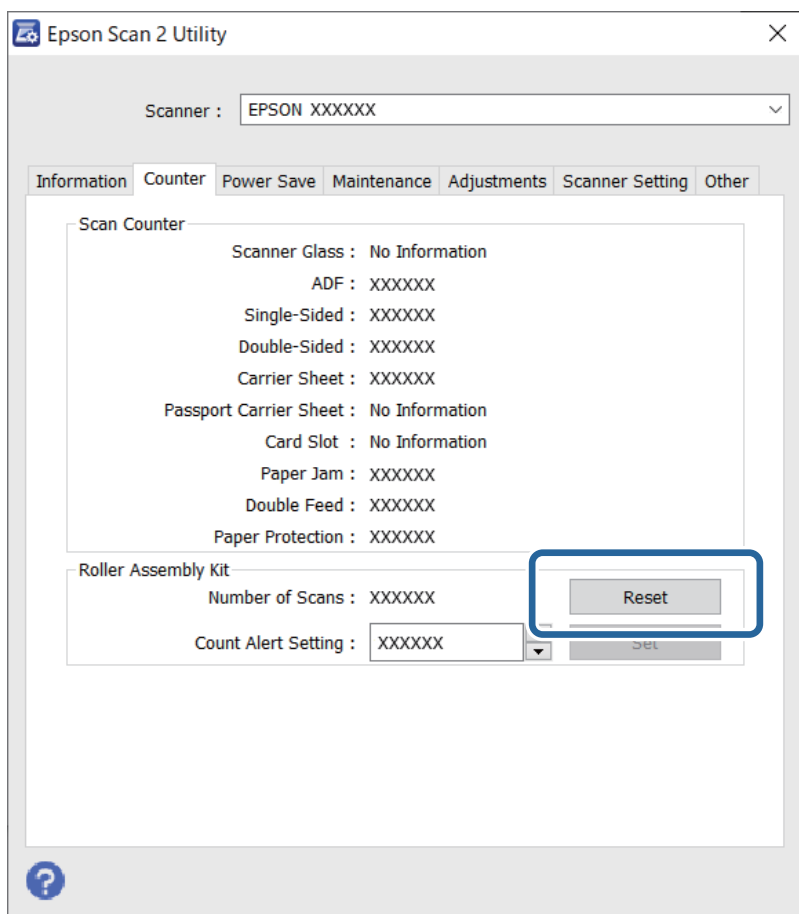 Epson Scan 2 Utility
Scanner : EPSON XXXXXX
Information Counter Power Save Maintenance Adjustments Scanner Setting Other
Scan Counter
Scanner Glass : No Information
ADF : XXXXXX
Single-Sided : XXXXXX
Double-Sided : XXXXXX
Carrier Sheet : XXXXXX
Passport Carrier Sheet : No Information
Card Slot : No Information
Paper Jam : XXXXXX
Double Feed : XXXXXX
Paper Protection : XXXXXX
Roller Assembly Kit
Number of Scans : XXXXXX Reset
Count Alert Setting : XXXXXX Set
?